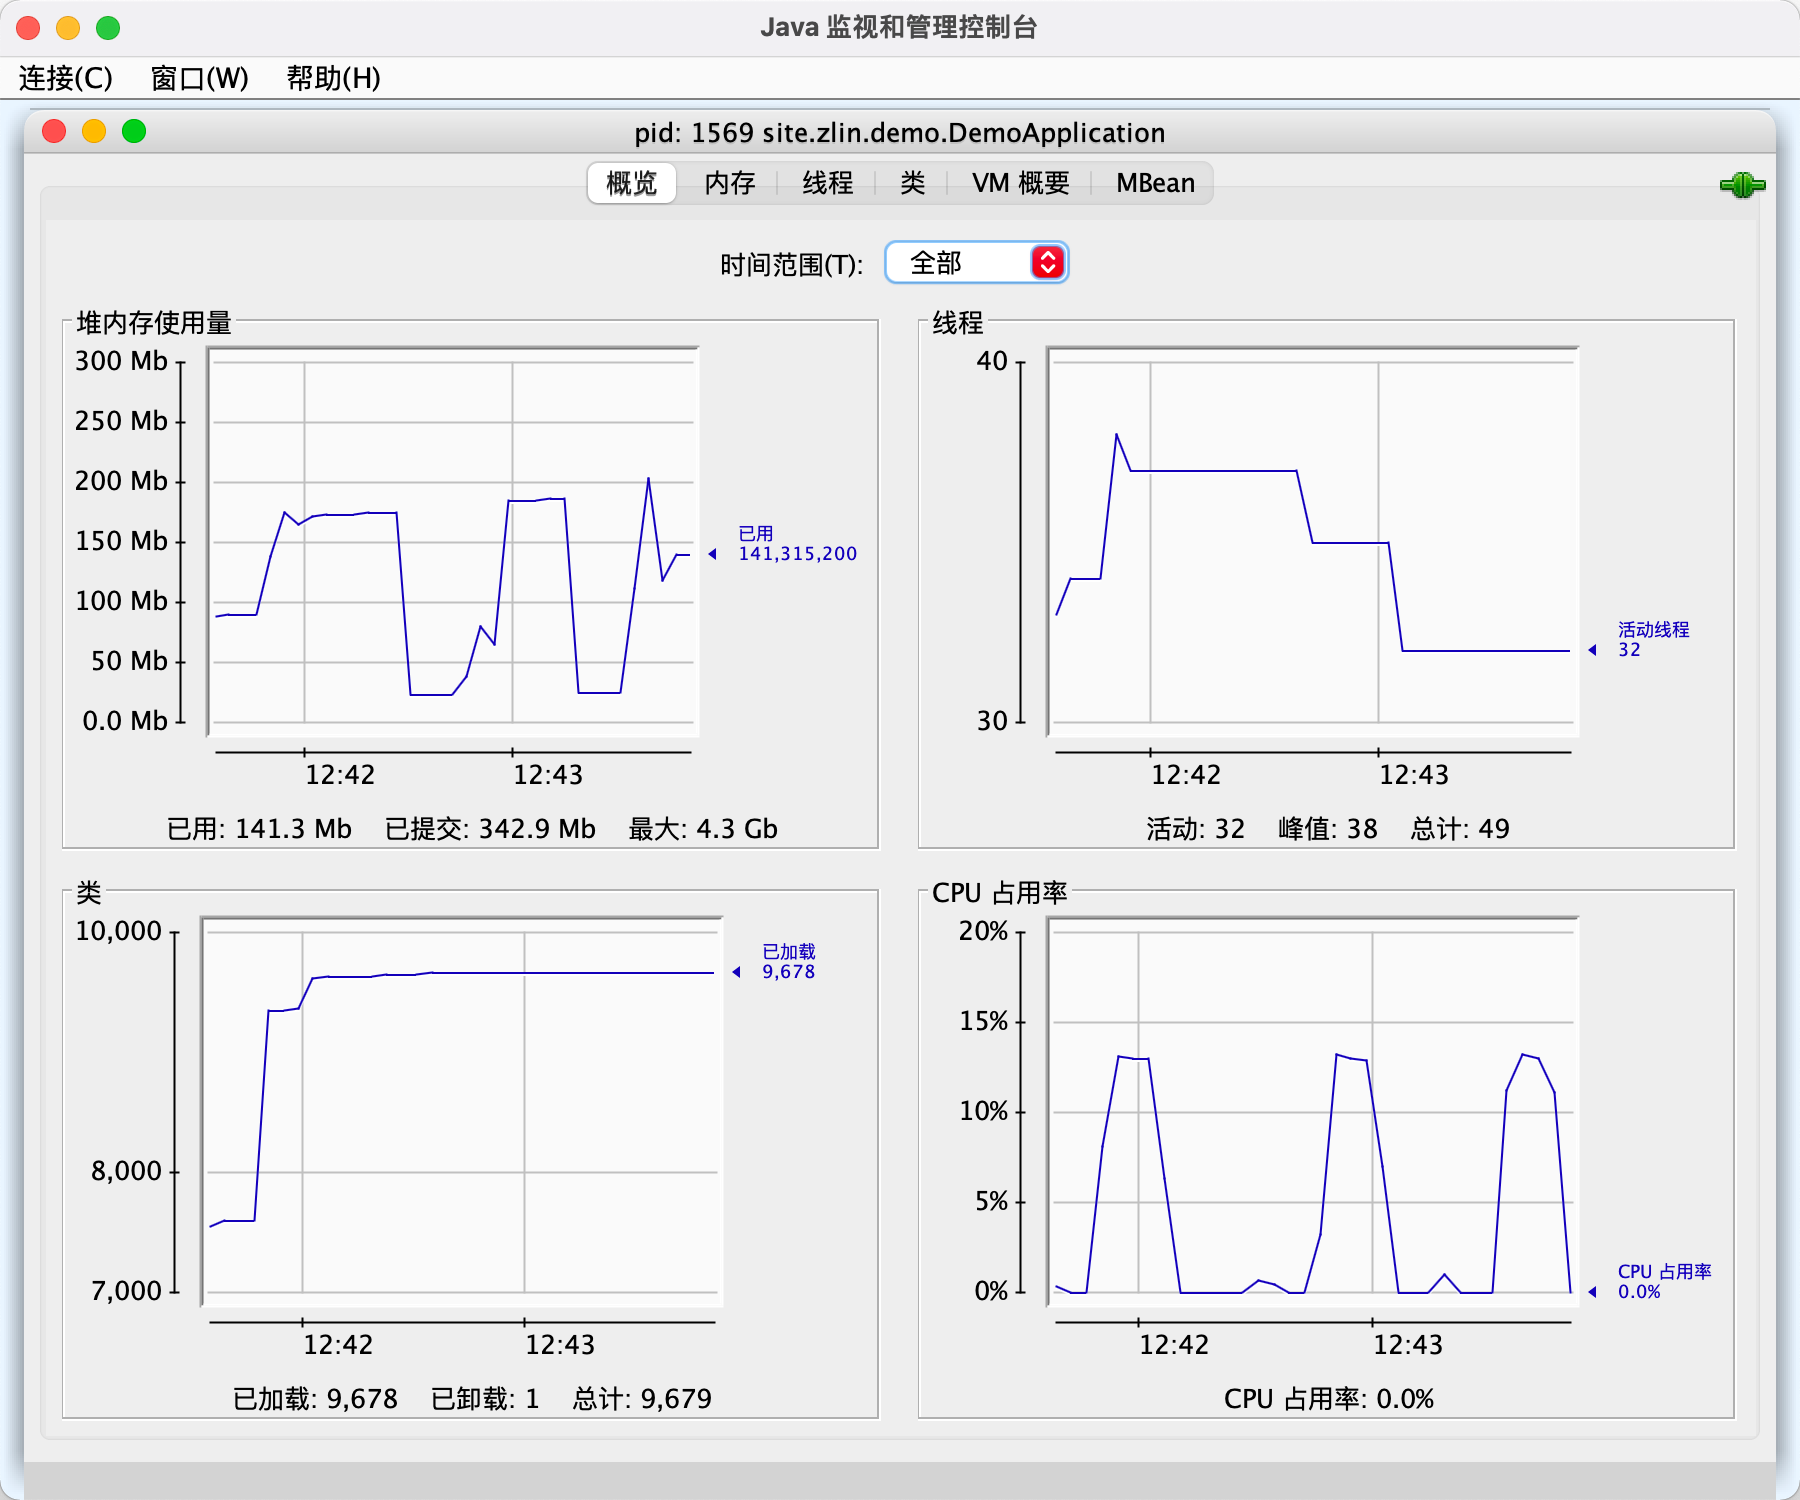 Java 监视和管理控制台
连接(C) 窗口(W) 帮助(H)
pid: 1569 site.zlin.demo.DemoApplication
概览 内存 线程 类 VM 概要 MBean
时间范围(T): 全部
堆内存使用量
300 Mb
250 Mb
200 Mb
150 Mb
100 Mb
50 Mb
0.0 Mb
已用
141,315,200
12:42 12:43
已用: 141.3 Mb 已提交: 342.9 Mb 最大: 4.3 Gb
线程
40
30
活动线程
32
12:42 12:43
活动: 32 峰值: 38 总计: 49
类
10,000
8,000
7,000
已加载
9,678
12:42 12:43
已加载: 9,678 已卸载: 1 总计: 9,679
CPU 占用率
20%
15%
10%
5%
0%
CPU 占用率
0.0%
12:42 12:43
CPU 占用率: 0.0%